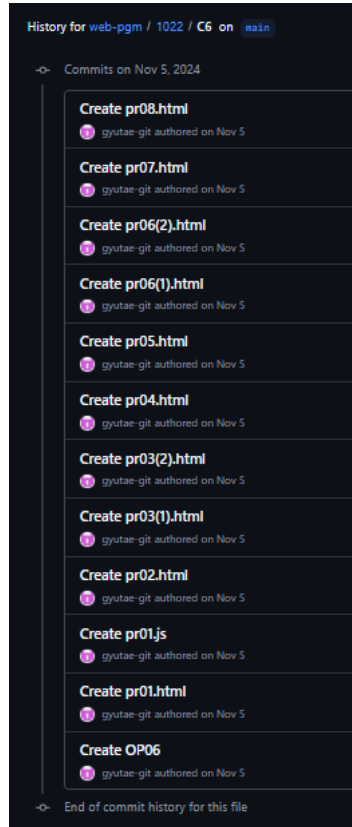 History for web-pgm / 1022 / C6 on main
Commits on Nov 5, 2024
Create pr08.html
gyutae-git authored on Nov 5
Create pr07.html
gyutae-git authored on Nov 5
Create pr06(2).html
gyutae-git authored on Nov 5
Create pr06(1).html
gyutae-git authored on Nov 5
Create pr05.html
gyutae-git authored on Nov 5
Create pr04.html
gyutae-git authored on Nov 5
Create pr03(2).html
gyutae-git authored on Nov 5
Create pr03(1).html
gyutae-git authored on Nov 5
Create pr02.html
gyutae-git authored on Nov 5
Create pr01.js
gyutae-git authored on Nov 5
Create pr01.html
gyutae-git authored on Nov 5
Create OP06
gyutae-git authored on Nov 5
End of commit history for this file